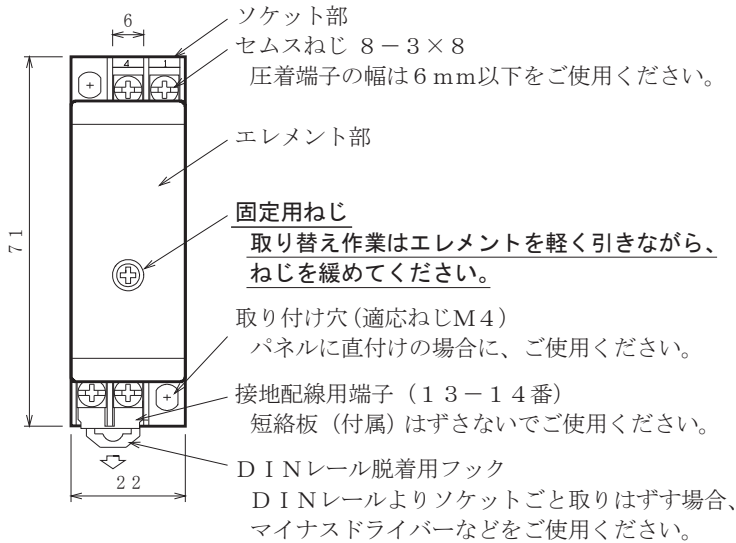 6
ソケット部
セムスねじ ８－３×８
圧着端子の幅は６ｍｍ以下をご使用ください。
4 1
エレメント部
71
固定用ねじ
取り替え作業はエレメントを軽く引きながら、
ねじを緩めてください。
取り付け穴（適応ねじＭ４）
パネルに直付けの場合に、ご使用ください。
接地配線用端子（１３－１４番）
短絡板（付属）はずさないでご使用ください。
22
ＤＩＮレール脱着用フック
ＤＩＮレールよりソケットごと取りはずす場合、
マイナスドライバーなどをご使用ください。